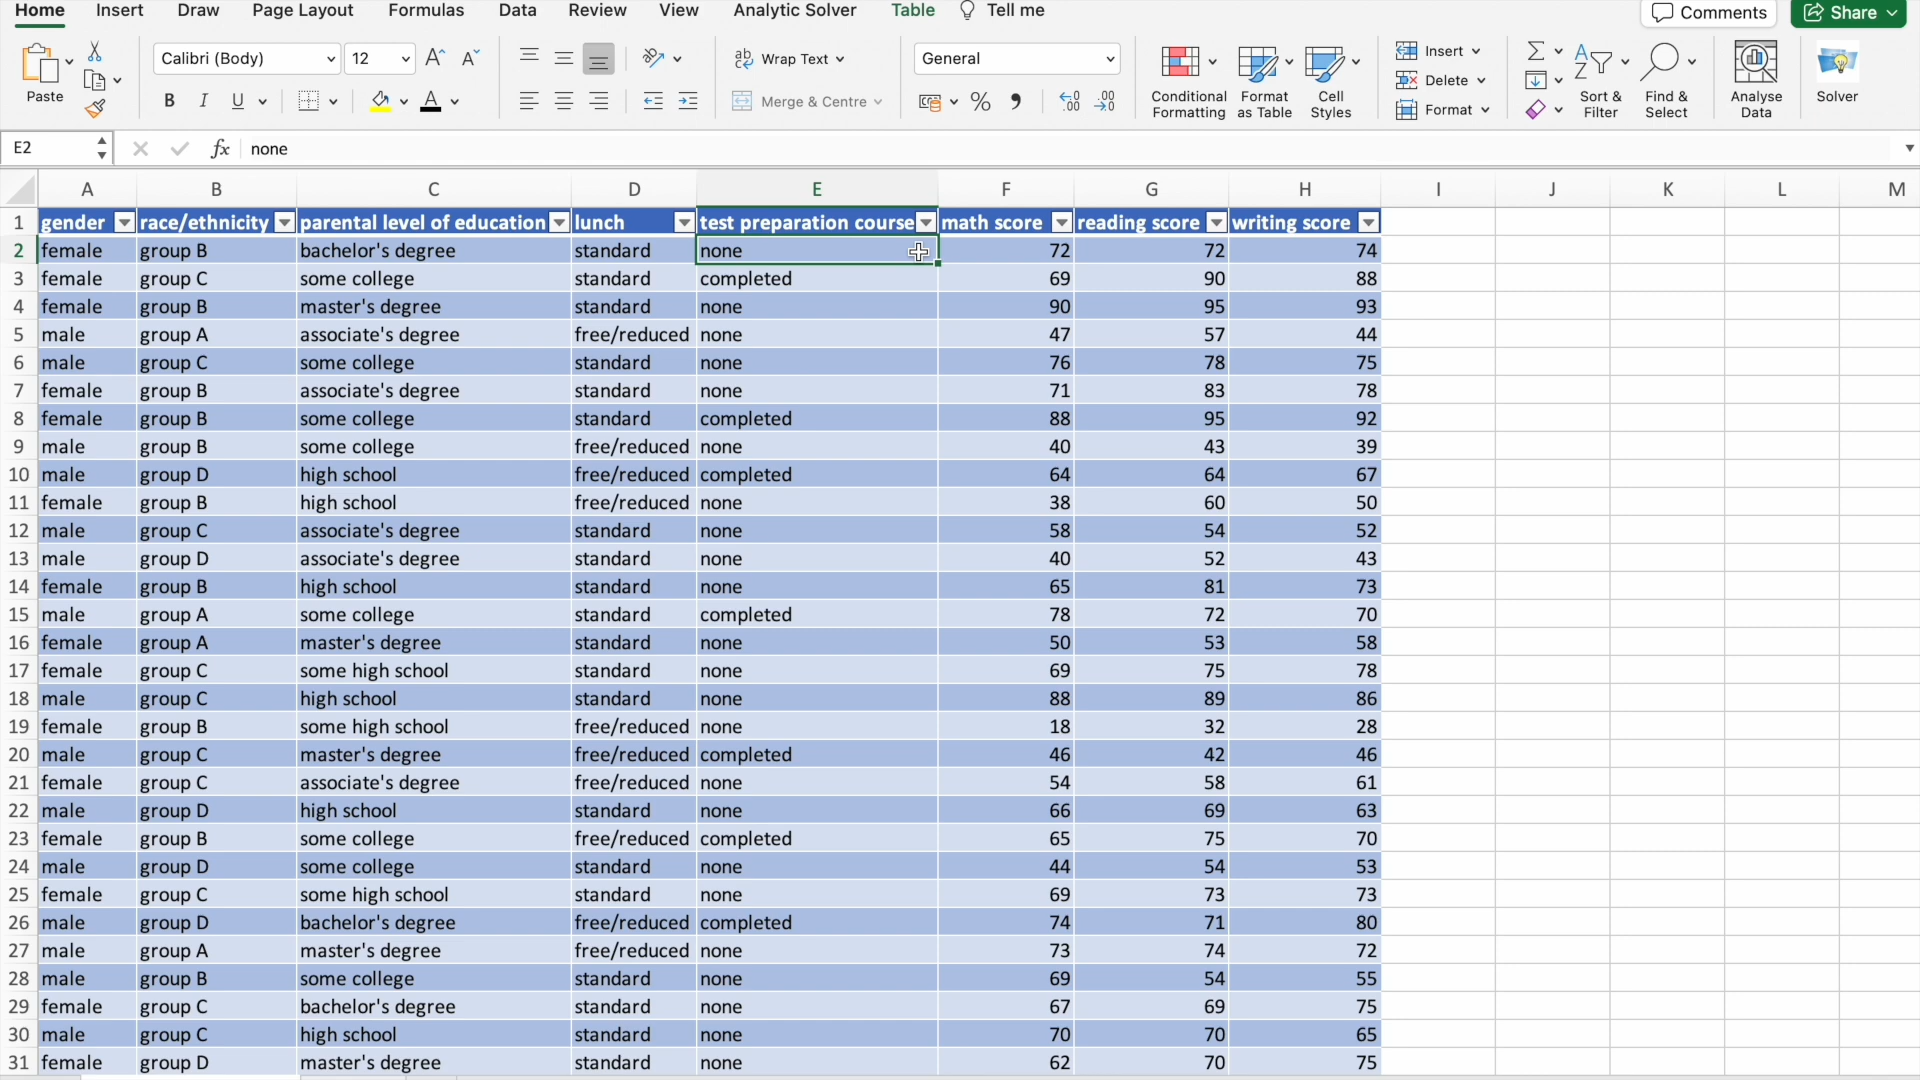 Home Insert Draw Page Layout Formulas Data Review View Analytic Solver Table Tell me Comments Share
Paste Calibri (Body) 12 B I U Wrap Text Merge & Centre General % Conditional Formatting Format as Table Cell Styles Insert Delete Format Sort & Filter Find & Select Analyse Data Solver
E2 fx none
A B C D E F G H I J K L M
1 gender race/ethnicity parental level of education lunch test preparation course math score reading score writing score
2 female group B bachelor's degree standard none 72 72 74
3 female group C some college standard completed 69 90 88
4 female group B master's degree standard none 90 95 93
5 male group A associate's degree free/reduced none 47 57 44
6 male group C some college standard none 76 78 75
7 female group B associate's degree standard none 71 83 78
8 female group B some college standard completed 88 95 92
9 male group B some college free/reduced none 40 43 39
10 male group D high school free/reduced completed 64 64 67
11 female group B high school free/reduced none 38 60 50
12 male group C associate's degree standard none 58 54 52
13 male group D associate's degree standard none 40 52 43
14 female group B high school standard none 65 81 73
15 male group A some college standard completed 78 72 70
16 female group A master's degree standard none 50 53 58
17 female group C some high school standard none 69 75 78
18 male group C high school standard none 88 89 86
19 female group B some high school free/reduced none 18 32 28
20 male group C master's degree free/reduced completed 46 42 46
21 female group C associate's degree free/reduced none 54 58 61
22 male group D high school standard none 66 69 63
23 female group B some college free/reduced completed 65 75 70
24 male group D some college standard none 44 54 53
25 female group C some high school standard none 69 73 73
26 male group D bachelor's degree free/reduced completed 74 71 80
27 male group A master's degree free/reduced none 73 74 72
28 male group B some college standard none 69 54 55
29 female group C bachelor's degree standard none 67 69 75
30 male group C high school standard none 70 70 65
31 female group D master's degree standard none 62 70 75